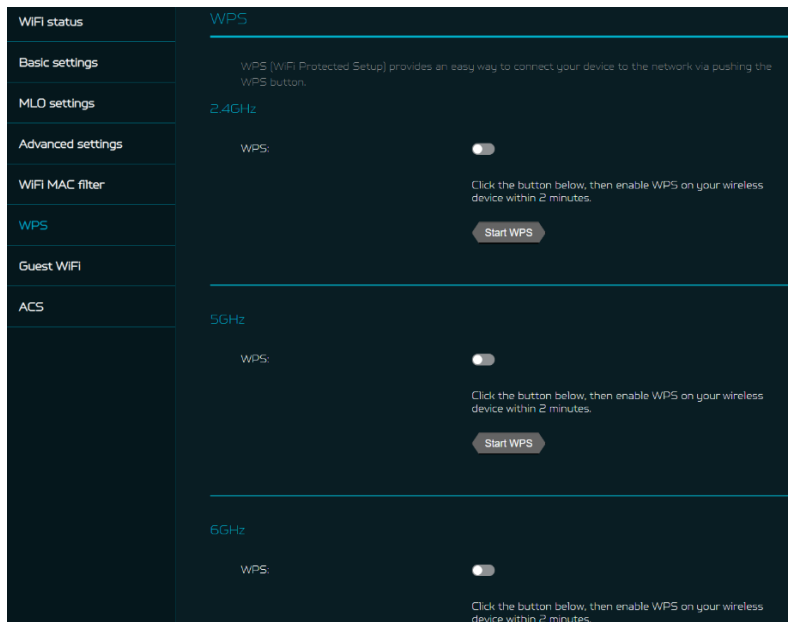 WiFi status
Basic settings
MLO settings
Advanced settings
WiFi MAC filter
WPS
Guest WiFi
ACS
WPS
WPS (WiFi Protected Setup) provides an easy way to connect your device to the network via pushing the
WPS button.
2.4GHz
WPS:
Click the button below, then enable WPS on your wireless
device within 2 minutes.
Start WPS
5GHz
WPS:
Click the button below, then enable WPS on your wireless
device within 2 minutes.
Start WPS
6GHz
WPS:
Click the button below, then enable WPS on your wireless
device within 2 minutes.